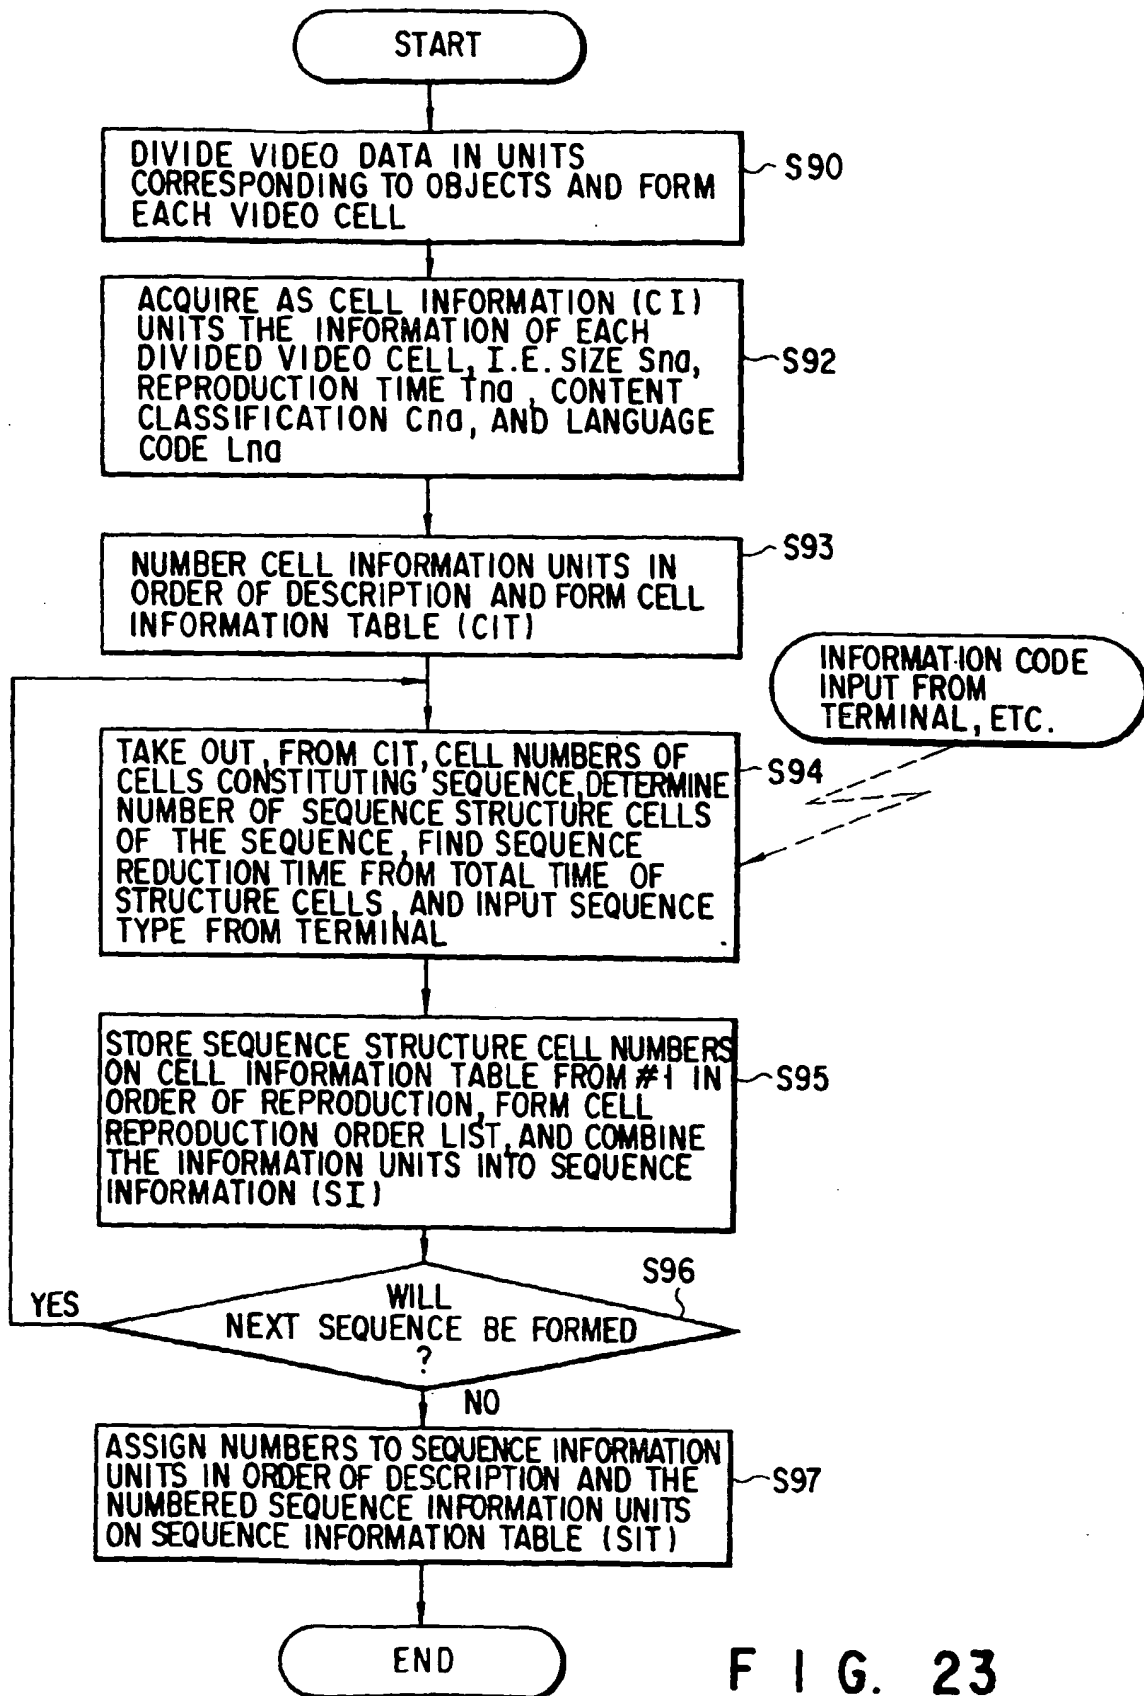 START
DIVIDE VIDEO DATA IN UNITS
CORRESPONDING TO OBJECTS AND FORM
EACH VIDEO CELL
S90
ACQUIRE AS CELL INFORMATION (CI)
UNITS THE INFORMATION OF EACH
DIVIDED VIDEO CELL, I.E. SIZE Sna,
REPRODUCTION TIME Tna, CONTENT
CLASSIFICATION Cna, AND LANGUAGE
CODE Lna
S92
NUMBER CELL INFORMATION UNITS IN
ORDER OF DESCRIPTION AND FORM CELL
INFORMATION TABLE (CIT)
S93
INFORMATION CODE
INPUT FROM
TERMINAL, ETC.
TAKE OUT, FROM CIT, CELL NUMBERS OF
CELLS CONSTITUTING SEQUENCE, DETERMINE
NUMBER OF SEQUENCE STRUCTURE CELLS
OF THE SEQUENCE, FIND SEQUENCE
REDUCTION TIME FROM TOTAL TIME OF
STRUCTURE CELLS, AND INPUT SEQUENCE
TYPE FROM TERMINAL
S94
STORE SEQUENCE STRUCTURE CELL NUMBERS
ON CELL INFORMATION TABLE FROM #1 IN
ORDER OF REPRODUCTION, FORM CELL
REPRODUCTION ORDER LIST, AND COMBINE
THE INFORMATION UNITS INTO SEQUENCE
INFORMATION (SI)
S95
S96
WILL
NEXT SEQUENCE BE FORMED
?
YES
NO
ASSIGN NUMBERS TO SEQUENCE INFORMATION
UNITS IN ORDER OF DESCRIPTION AND THE
NUMBERED SEQUENCE INFORMATION UNITS
ON SEQUENCE INFORMATION TABLE (SIT)
S97
END
FIG. 23